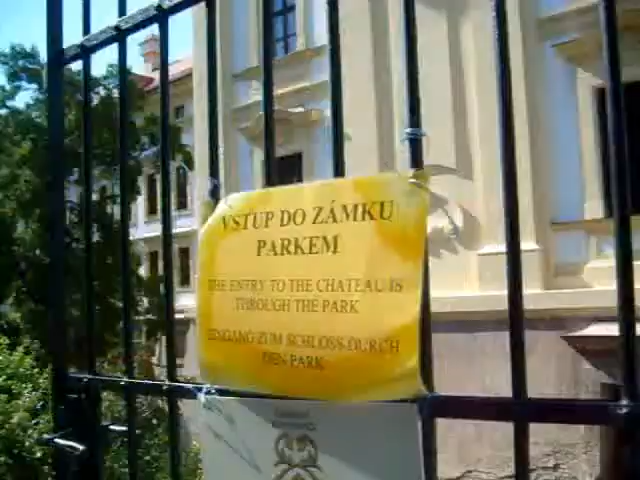 VSTUP DO ZÁMKU
PARKEM
THE ENTRY TO THE CHATEAU IS
THROUGH THE PARK
EINGANG ZUM SCHLOSS DURCH
DEN PARK